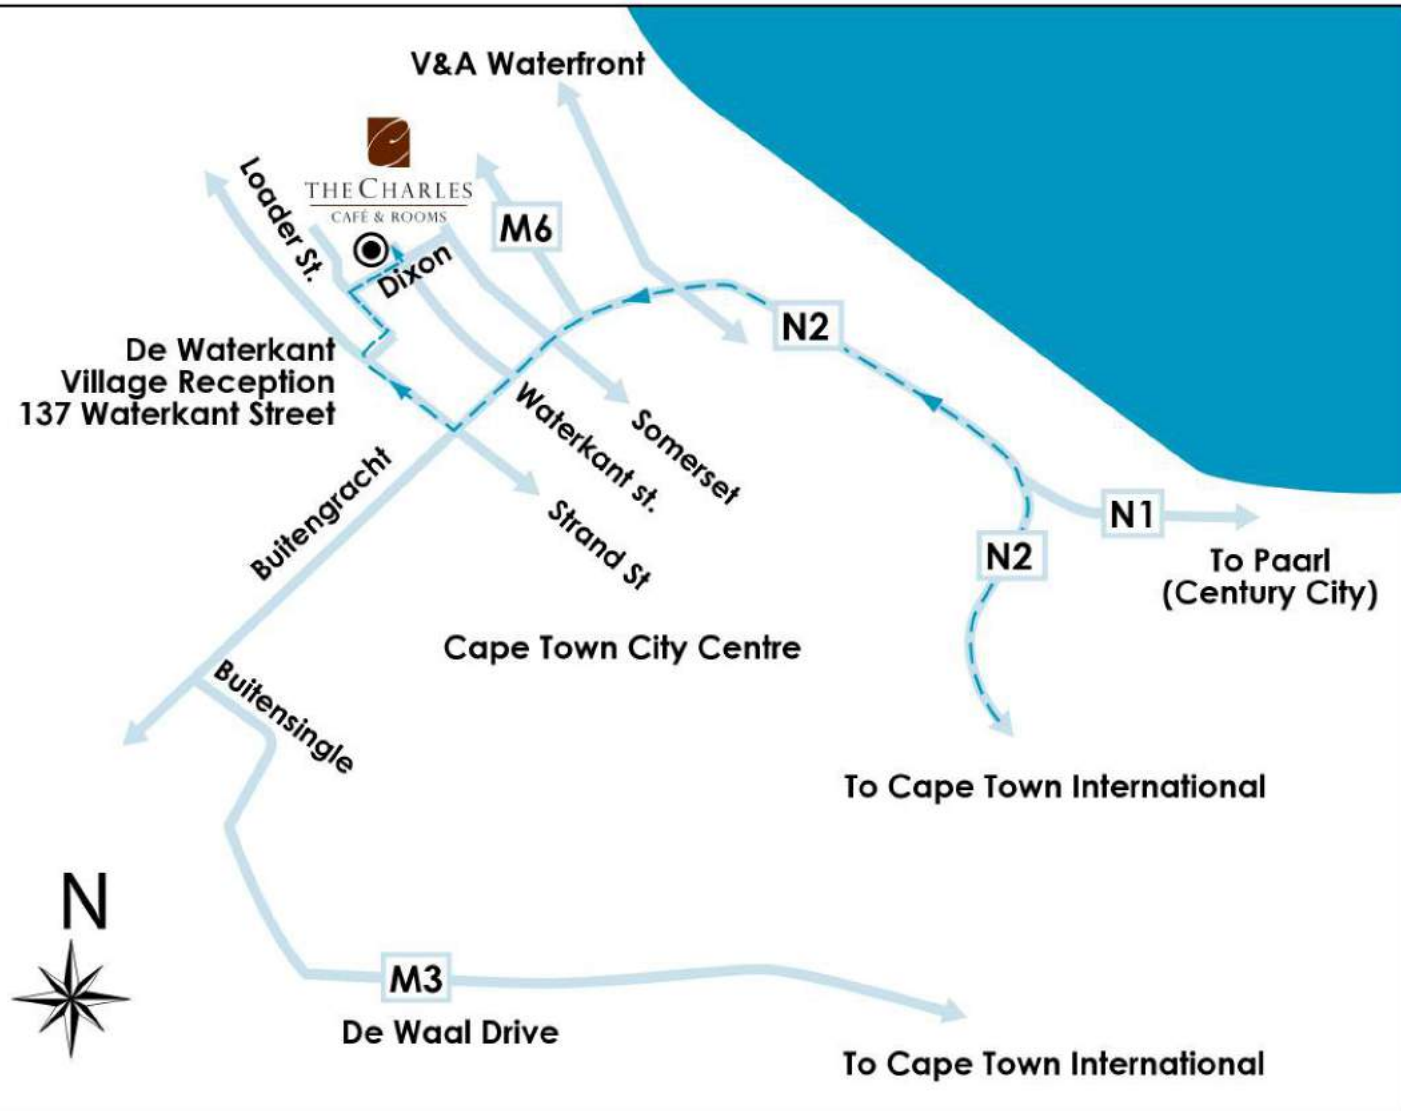 V&A Waterfront
THE CHARLES
CAFÉ & ROOMS
Loader St.
M6
Dixon
N2
De Waterkant
Village Reception
137 Waterkant Street
Waterkant st.
Somerset
Buitengracht
Strand St
N1
N2
To Paarl
(Century City)
Cape Town City Centre
Buitensingle
To Cape Town International
N
M3
De Waal Drive
To Cape Town International